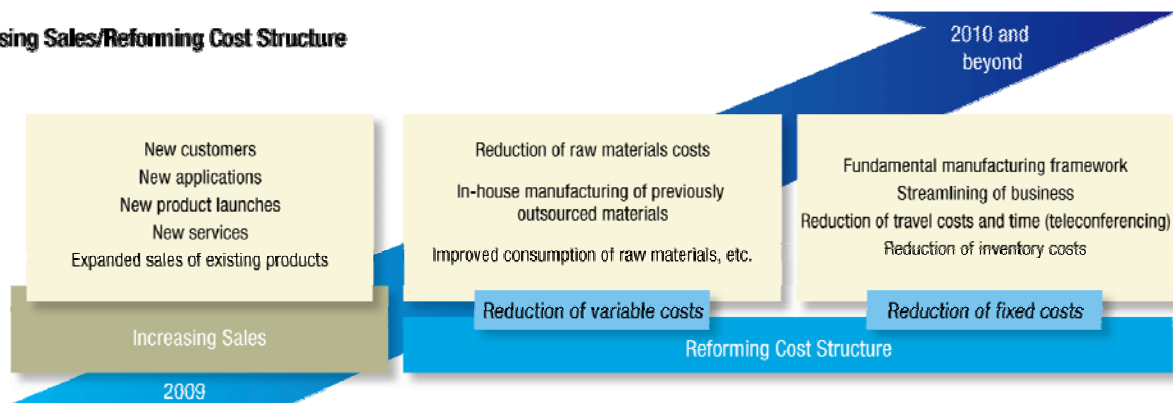 sing Sales/Reforming Cost Structure
2010 and
beyond
New customers
New applications
New product launches
New services
Expanded sales of existing products
Increasing Sales
2009
Reduction of raw materials costs
In-house manufacturing of previously
outsourced materials
Improved consumption of raw materials, etc.
Reduction of variable costs
Fundamental manufacturing framework
Streamlining of business
Reduction of travel costs and time (teleconferencing)
Reduction of inventory costs
Reduction of fixed costs
Reforming Cost Structure